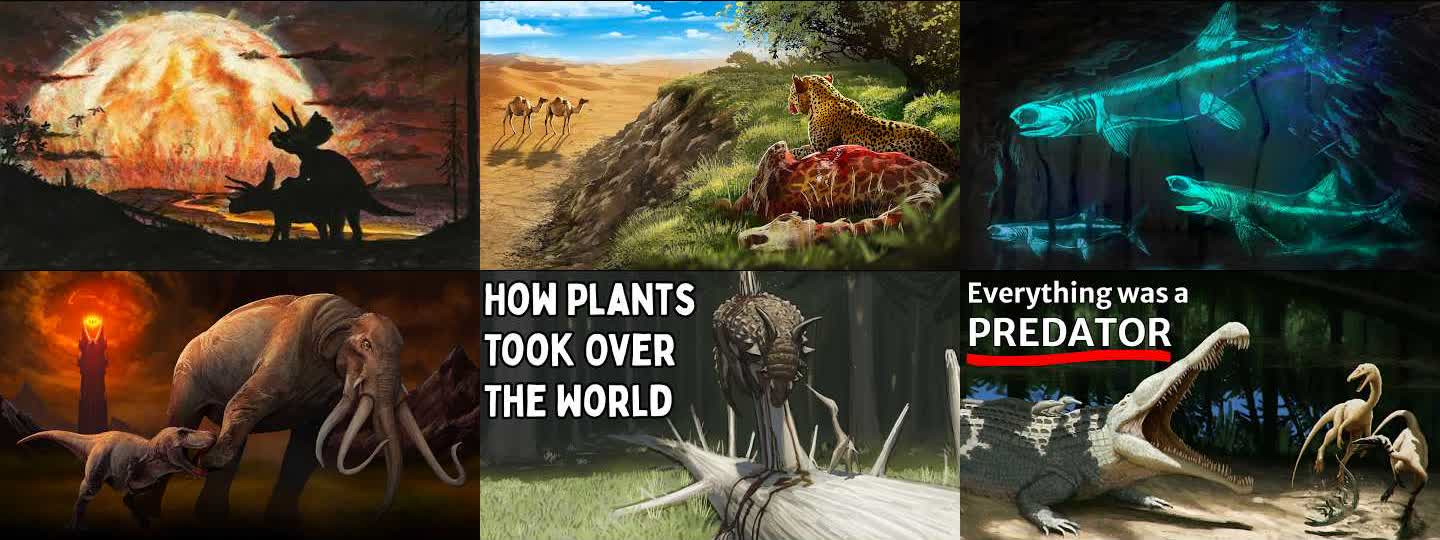 HOW PLANTS
TOOK OVER
THE WORLD
Everything was a
PREDATOR